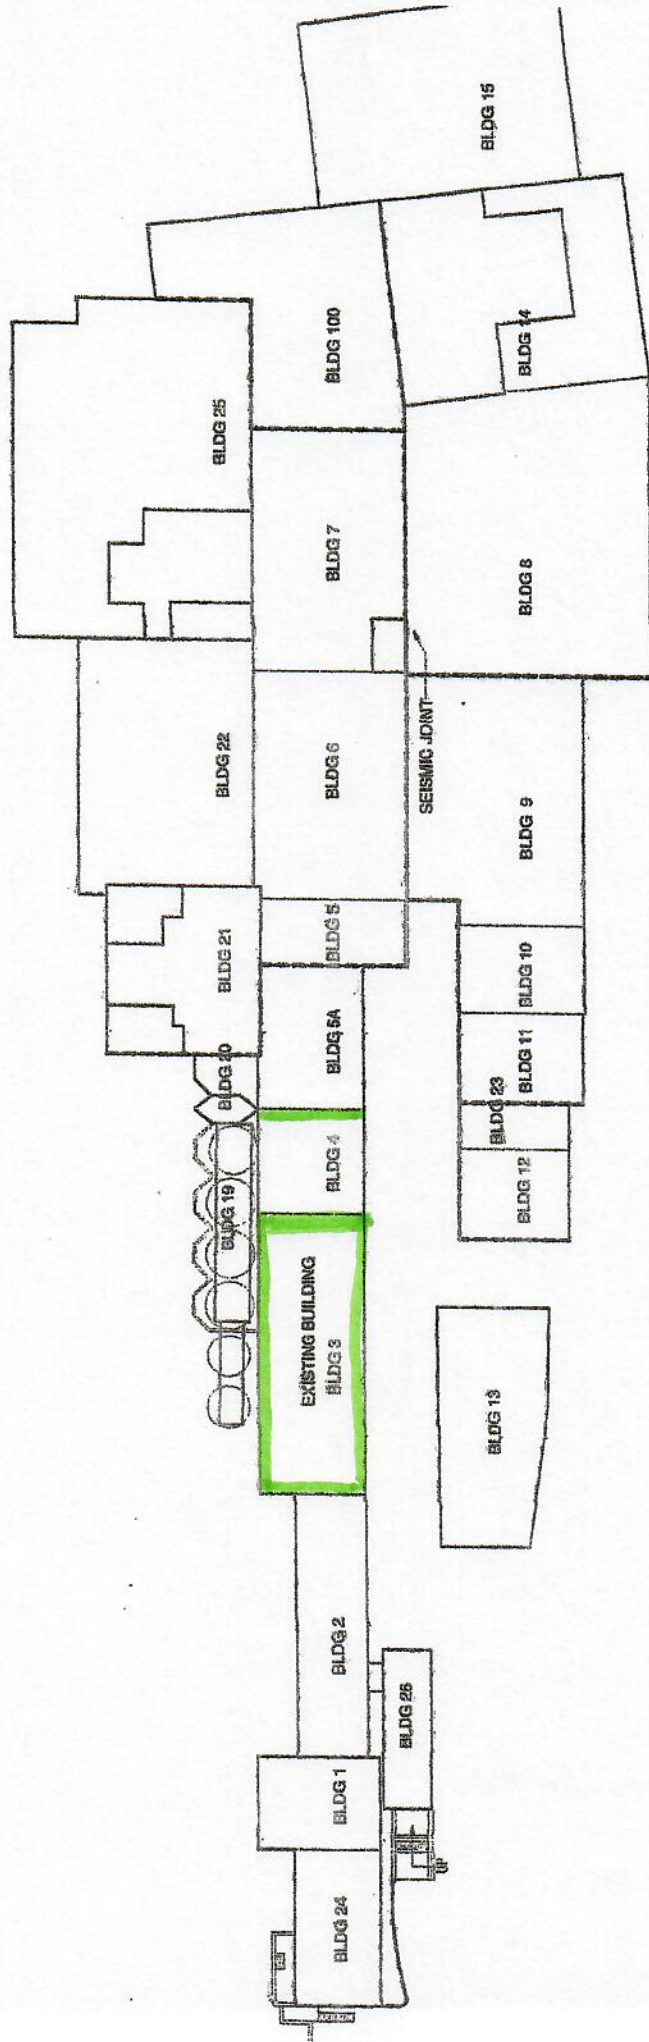 BLDG 15
BLDG 100
BLDG 14
BLDG 25
BLDG 7
BLDG 8
BLDG 22
BLDG 6
SEISMIC JOINT
BLDG 9
BLDG 21
BLDG 5
BLDG 10
BLDG 20
BLDG 5A
BLDG 11
BLDG 23
BLDG 19
BLDG 4
BLDG 12
EXISTING BUILDING
BLDG 3
BLDG 13
BLDG 2
BLDG 26
BLDG 1
UP
BLDG 24